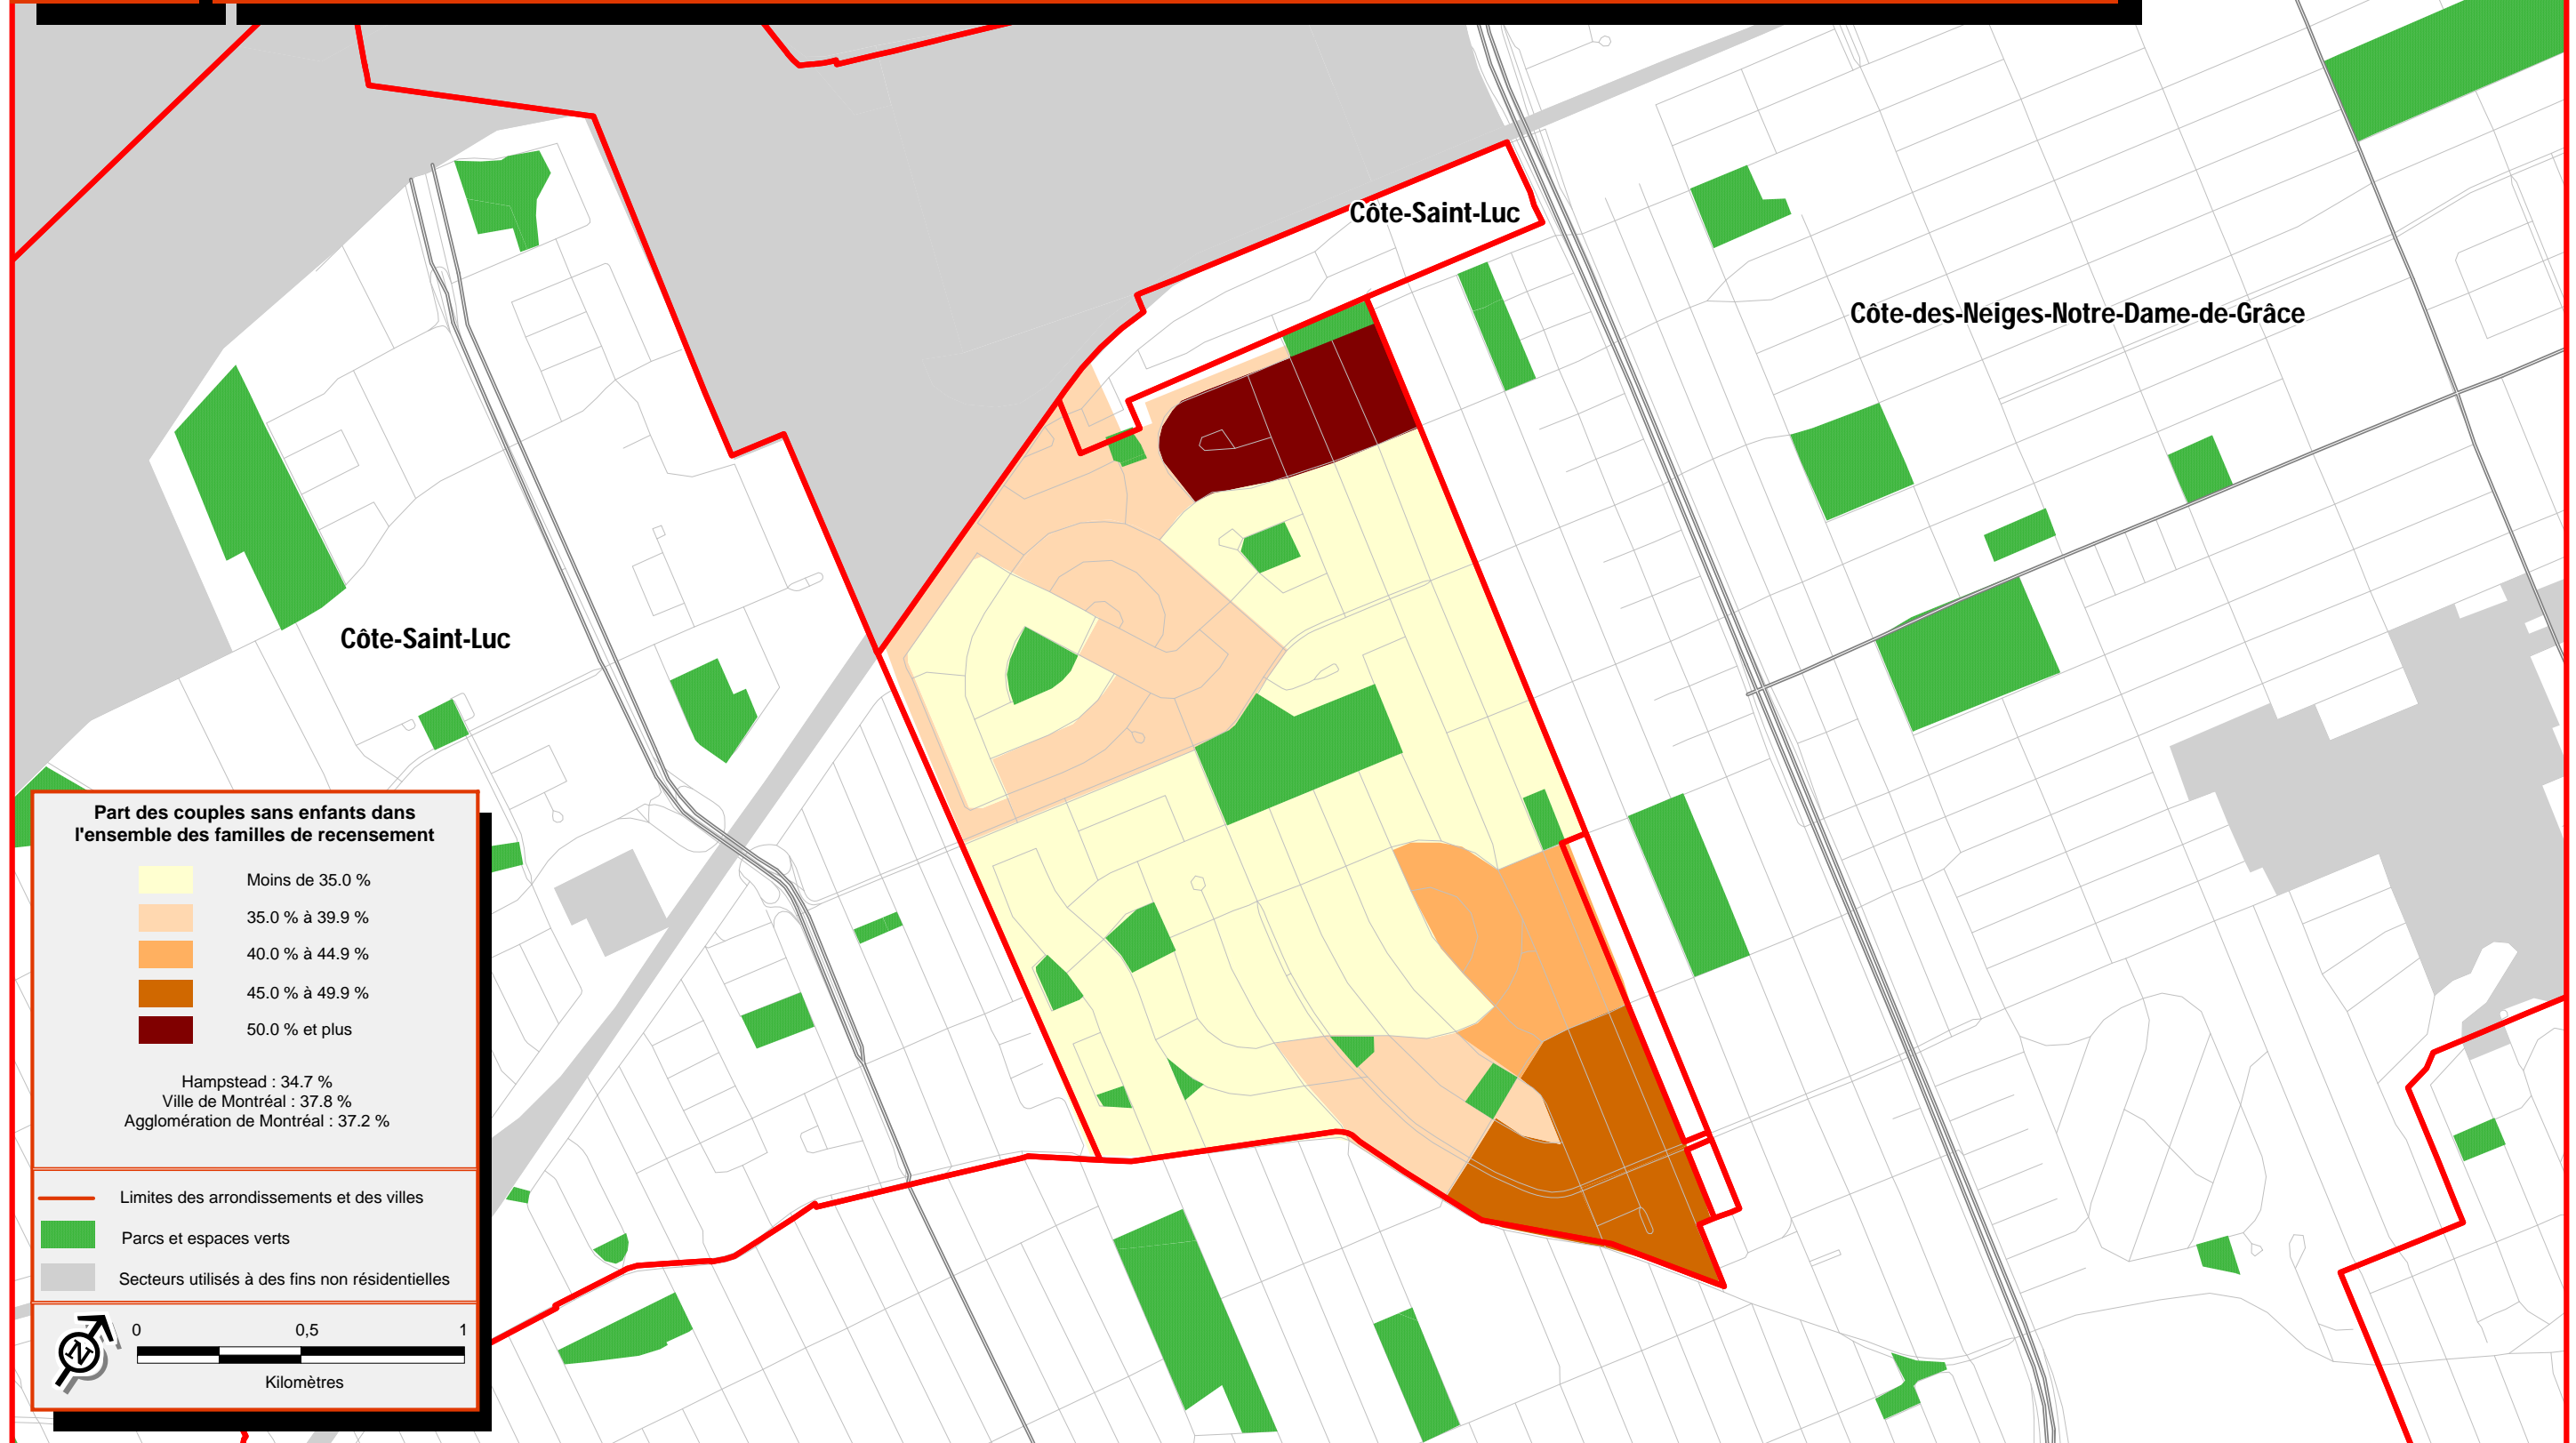 Côte-Saint-Luc
Côte-des-Neiges-Notre-Dame-de-Grâce
Côte-Saint-Luc
Part des couples sans enfants dans
l'ensemble des familles de recensement
Moins de 35.0 %
35.0 % à 39.9 %
40.0 % à 44.9 %
45.0 % à 49.9 %
50.0 % et plus
Hampstead : 34.7 %
Ville de Montréal : 37.8 %
Agglomération de Montréal : 37.2 %
Limites des arrondissements et des villes
Parcs et espaces verts
Secteurs utilisés à des fins non résidentielles
N
0 0,5 1
Kilomètres